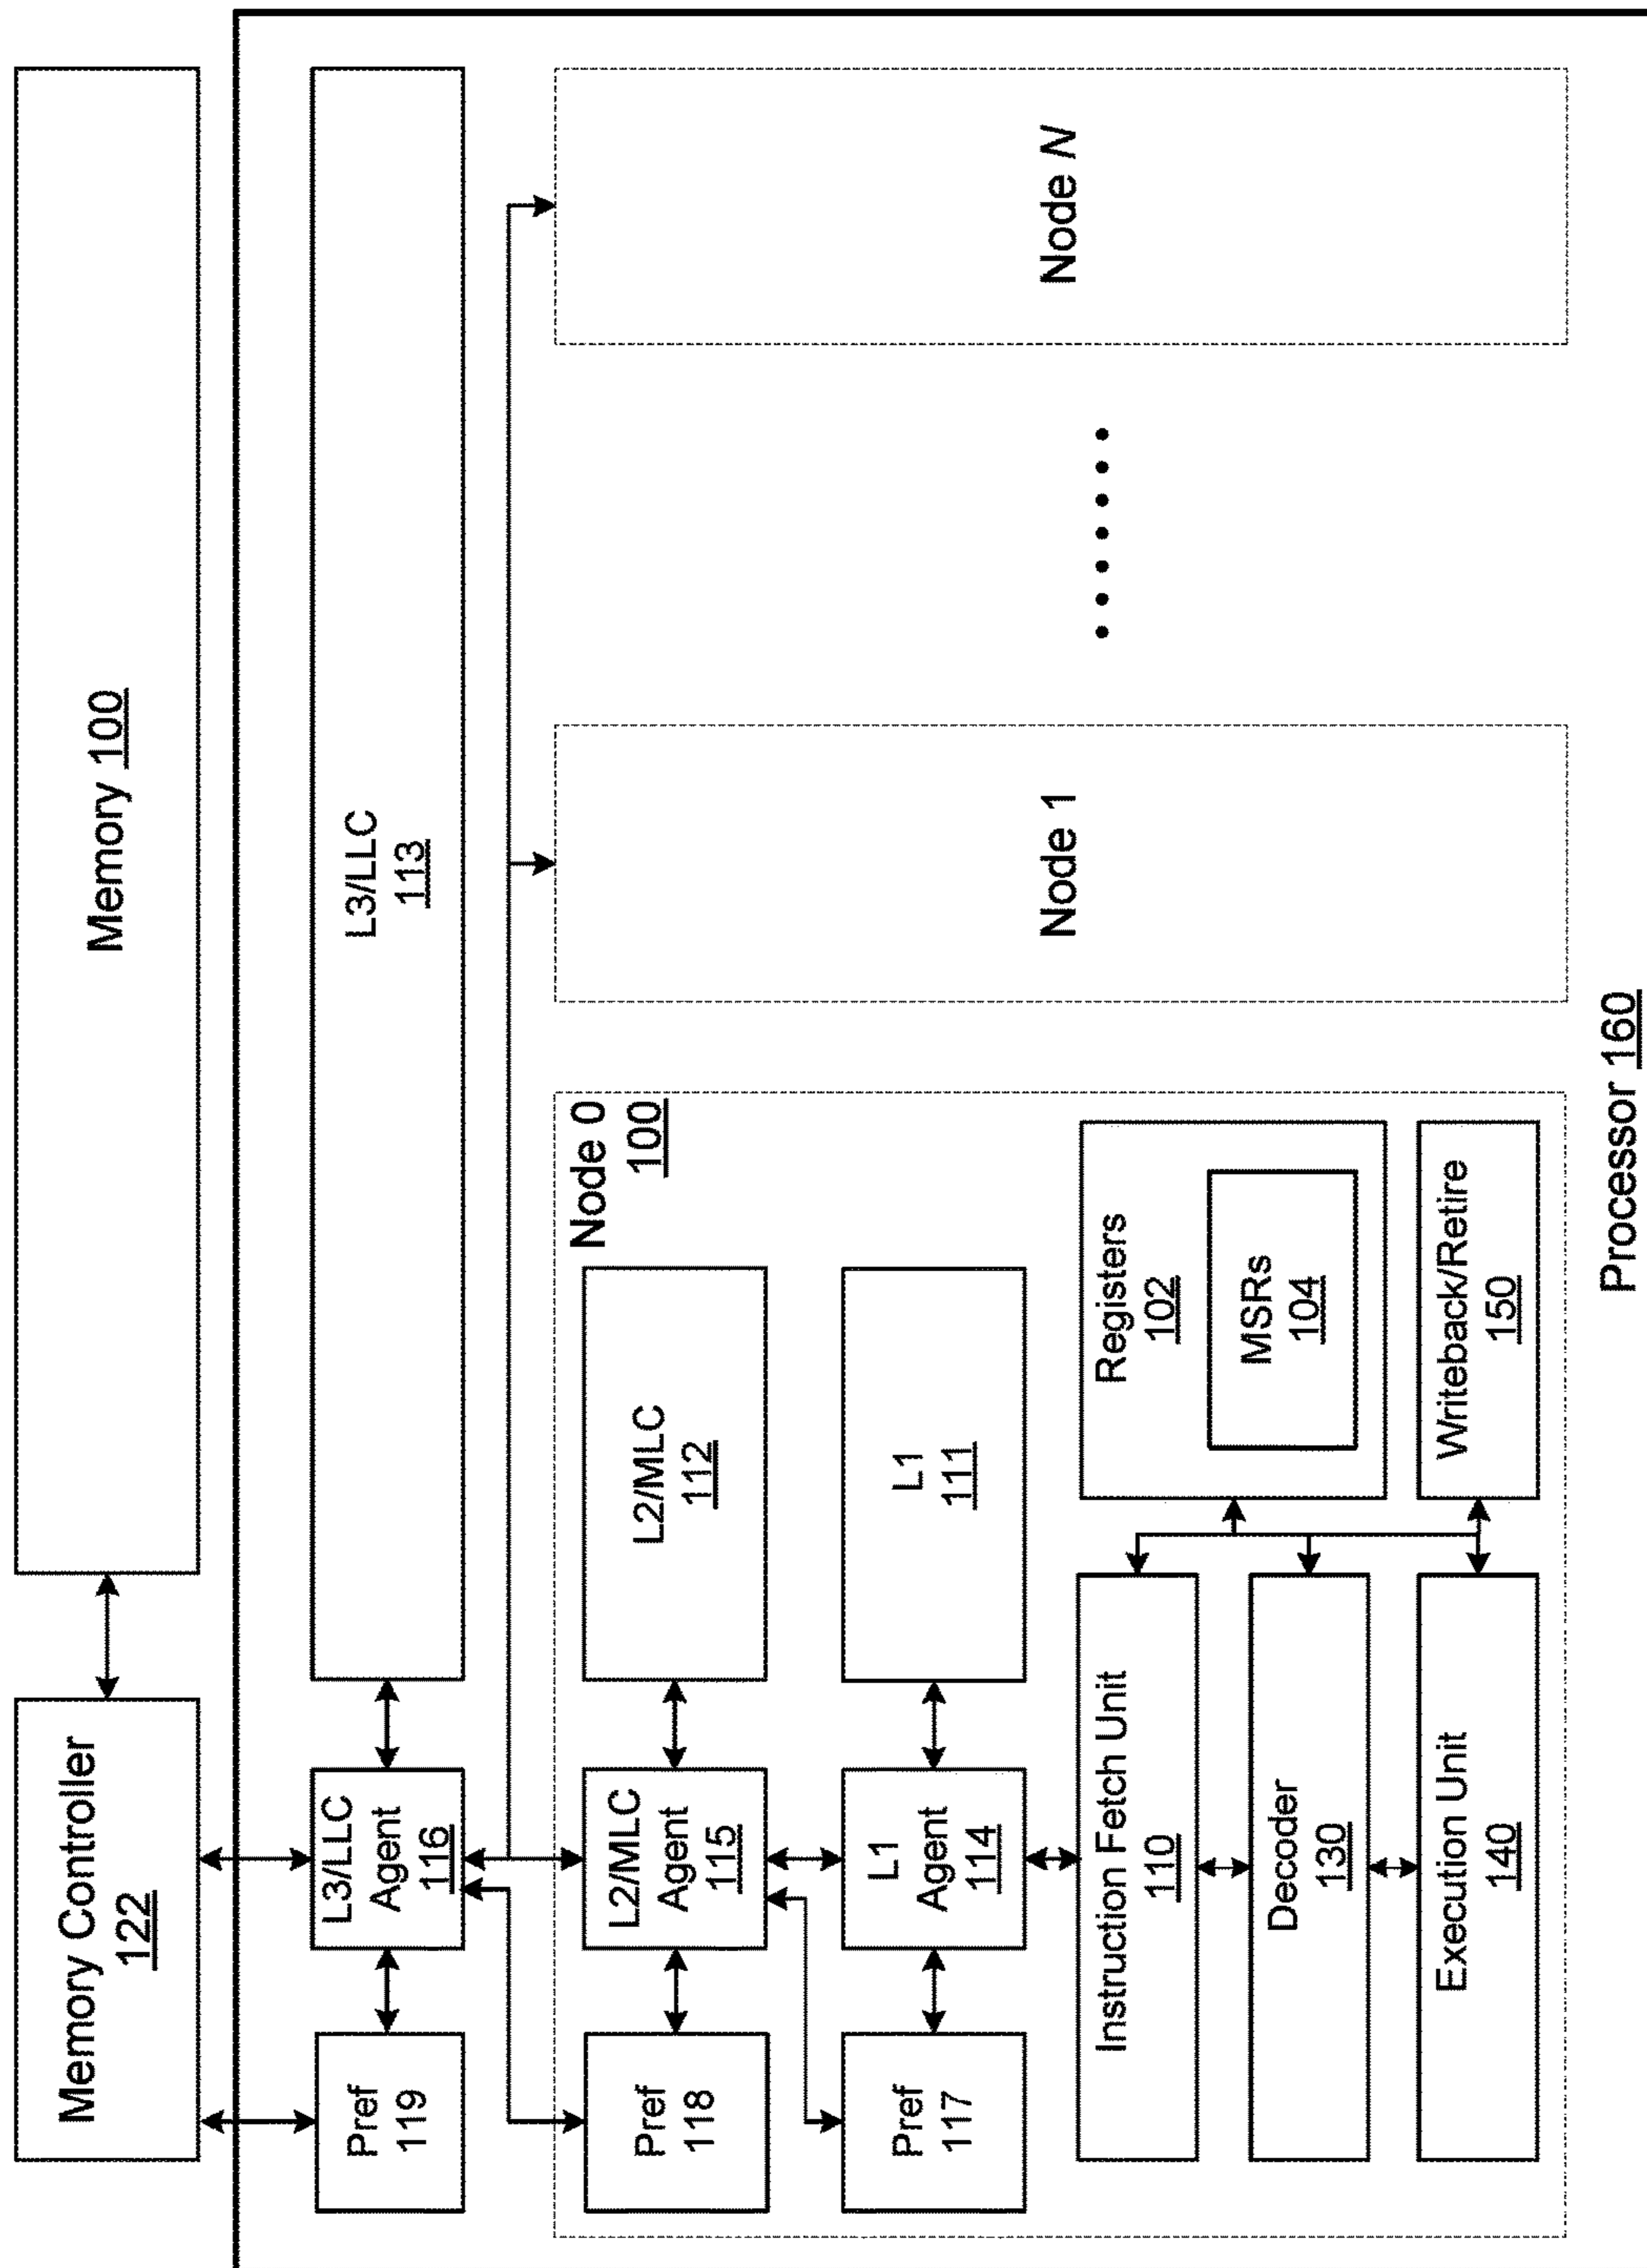 Memory Controller
122
Memory 100
Pref
119
L3/LLC
Agent
116
L3/LLC
113
Node 0
100
Pref
118
L2/MLC
Agent
115
L2/MLC
112
Pref
117
L1
Agent
114
L1
111
Instruction Fetch Unit
110
Decoder
130
Execution Unit
140
Registers
102
MSRs
104
Writeback/Retire
150
Node 1
Node N
Processor 160